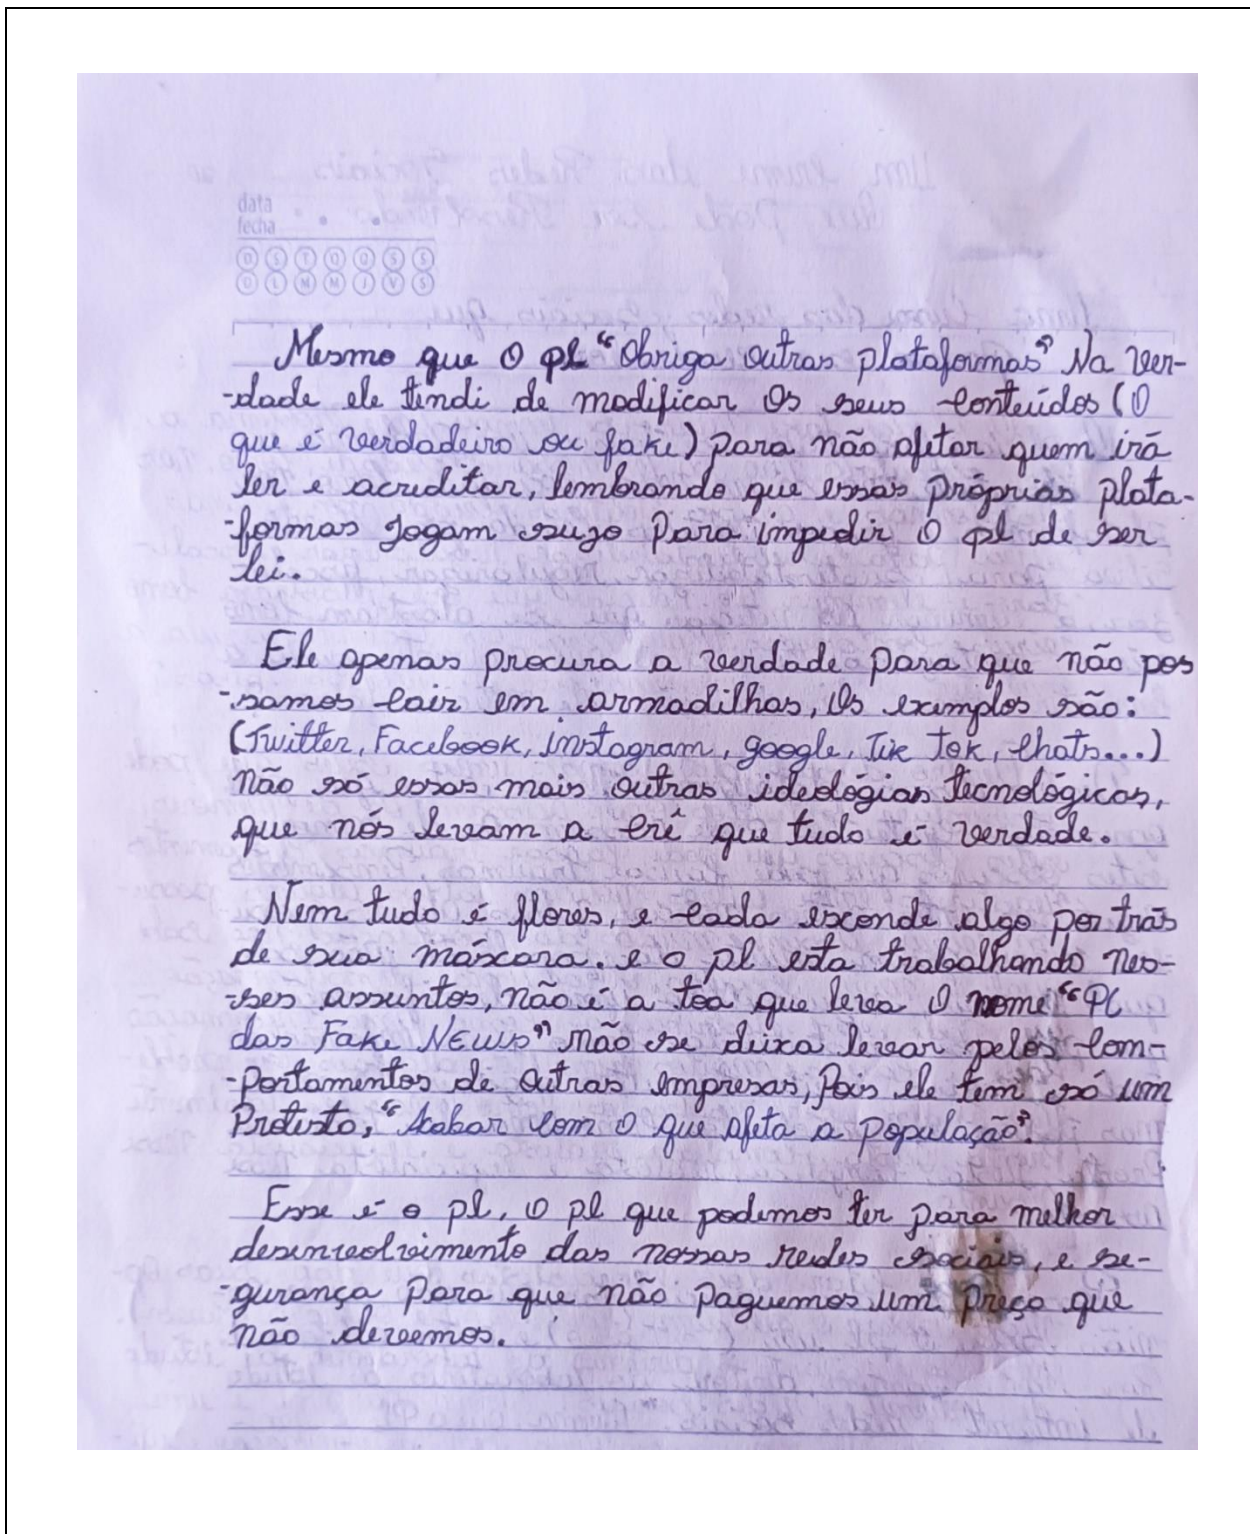 data
fecha
D S T Q Q S S
D L M M J V S
Mesmo que O pl "Obriga outras plataformas" Na ver-
-dade ele tendi de modificar Os seus conteúdos (O
que é verdadeiro ou fake) para não afetar quem irá
ler e acreditar, lembrando que essas próprias plata-
-formas Jogam sujo Para impedir O pl de ser
lei.
Ele apenas procura a verdade para que não pos
-samos cair em armadilhas, Os exemplos são:
(Twitter, Facebook, instagram, google, Tik Tok, chats...)
não só essas mais outras ideológias tecnológicas,
que nós levam a crê que tudo é verdade.
Nem tudo é flores, e cada esconde algo por trás
de sua máscara. e o pl esta trabalhando nes-
-ses assuntos, não é a toa que leva O nome "PL
das Fake NEWS" não se deixa levar pelos com-
-portamentos de outras empresas, Pois ele tem só um
Protesto, "Acabar com O que afeta a população".
Esse é o pl, O pl que podemos ter para melhor
desenvolvimento das nossas redes sociais, e se-
-gurança Para que não paguemos um preço que
não devemos.